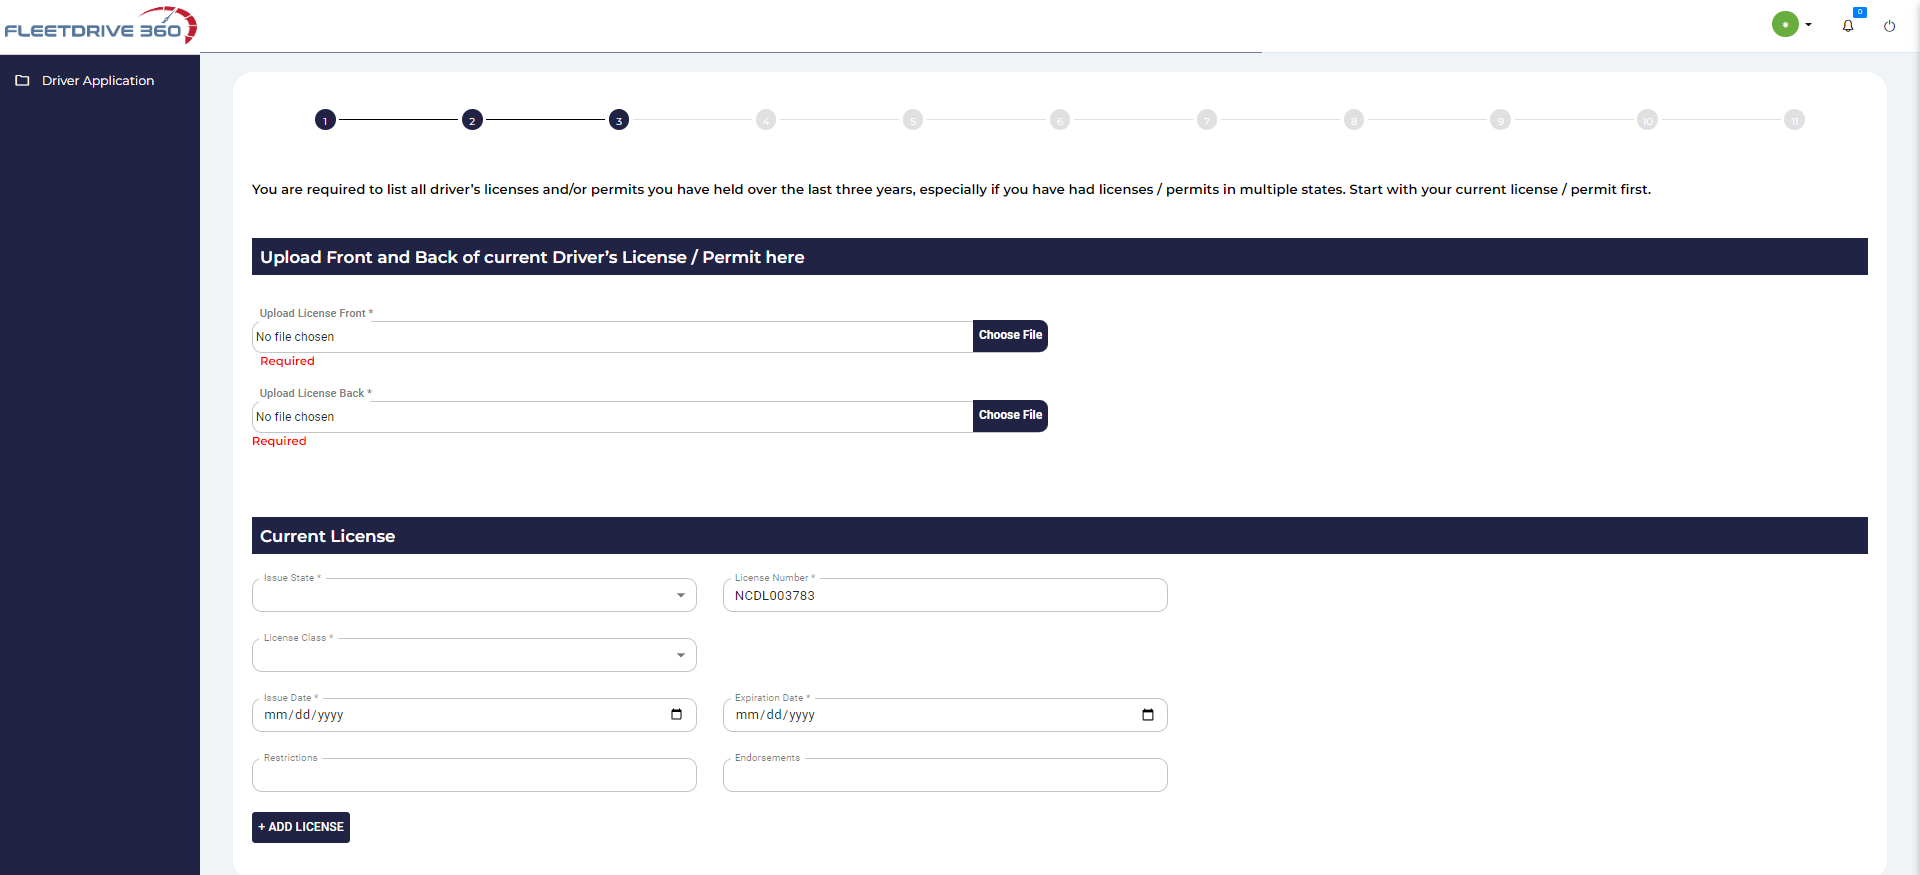 FLEETDRIVE 360
0
Driver Application
1 2 3 4 5 6 7 8 9 10 11
You are required to list all driver’s licenses and/or permits you have held over the last three years, especially if you have had licenses / permits in multiple states. Start with your current license / permit first.
Upload Front and Back of current Driver’s License / Permit here
Upload License Front *
No file chosen Choose File
Required
Upload License Back *
No file chosen Choose File
Required
Current License
Issue State * License Number *
NCDL003783
License Class *
Issue Date * Expiration Date *
mm/dd/yyyy mm/dd/yyyy
Restrictions Endorsements
+ ADD LICENSE